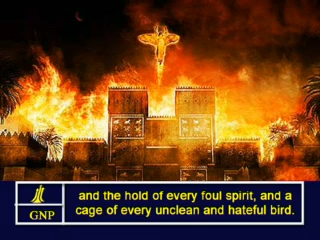 and the hold of every foul spirit, and a
cage of every unclean and hateful bird.
GNP